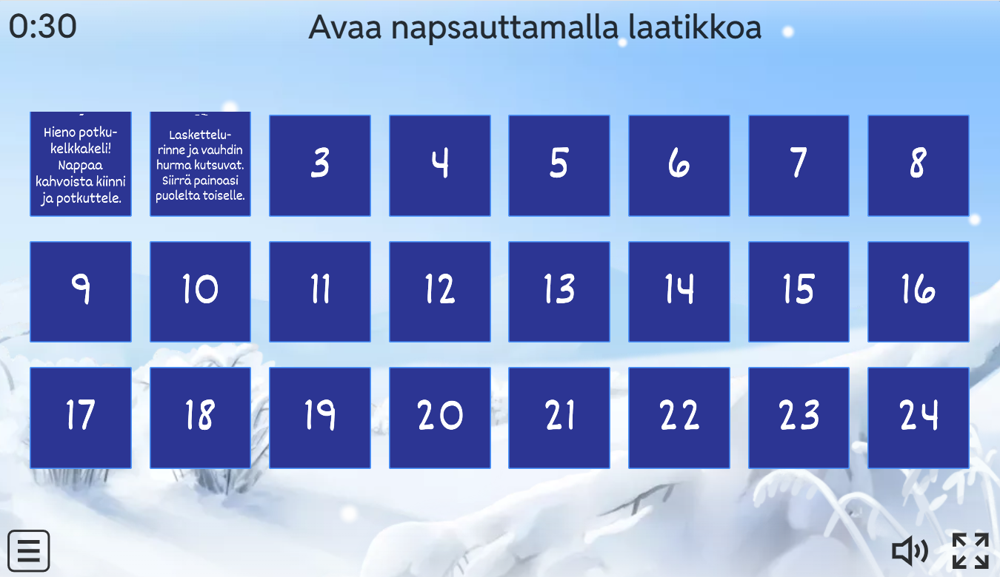 0:30
Avaa napsauttamalla laatikkoa
Hieno potku-
kelkkakeli!
Nappaa
kahvoista kiinni
ja potkuttele.
Laskettelu-
rinne ja vauhdin
hurma kutsuvat.
Siirrä painoasi
puolelta toiselle.
3
4
5
6
7
8
9
10
11
12
13
14
15
16
17
18
19
20
21
22
23
24